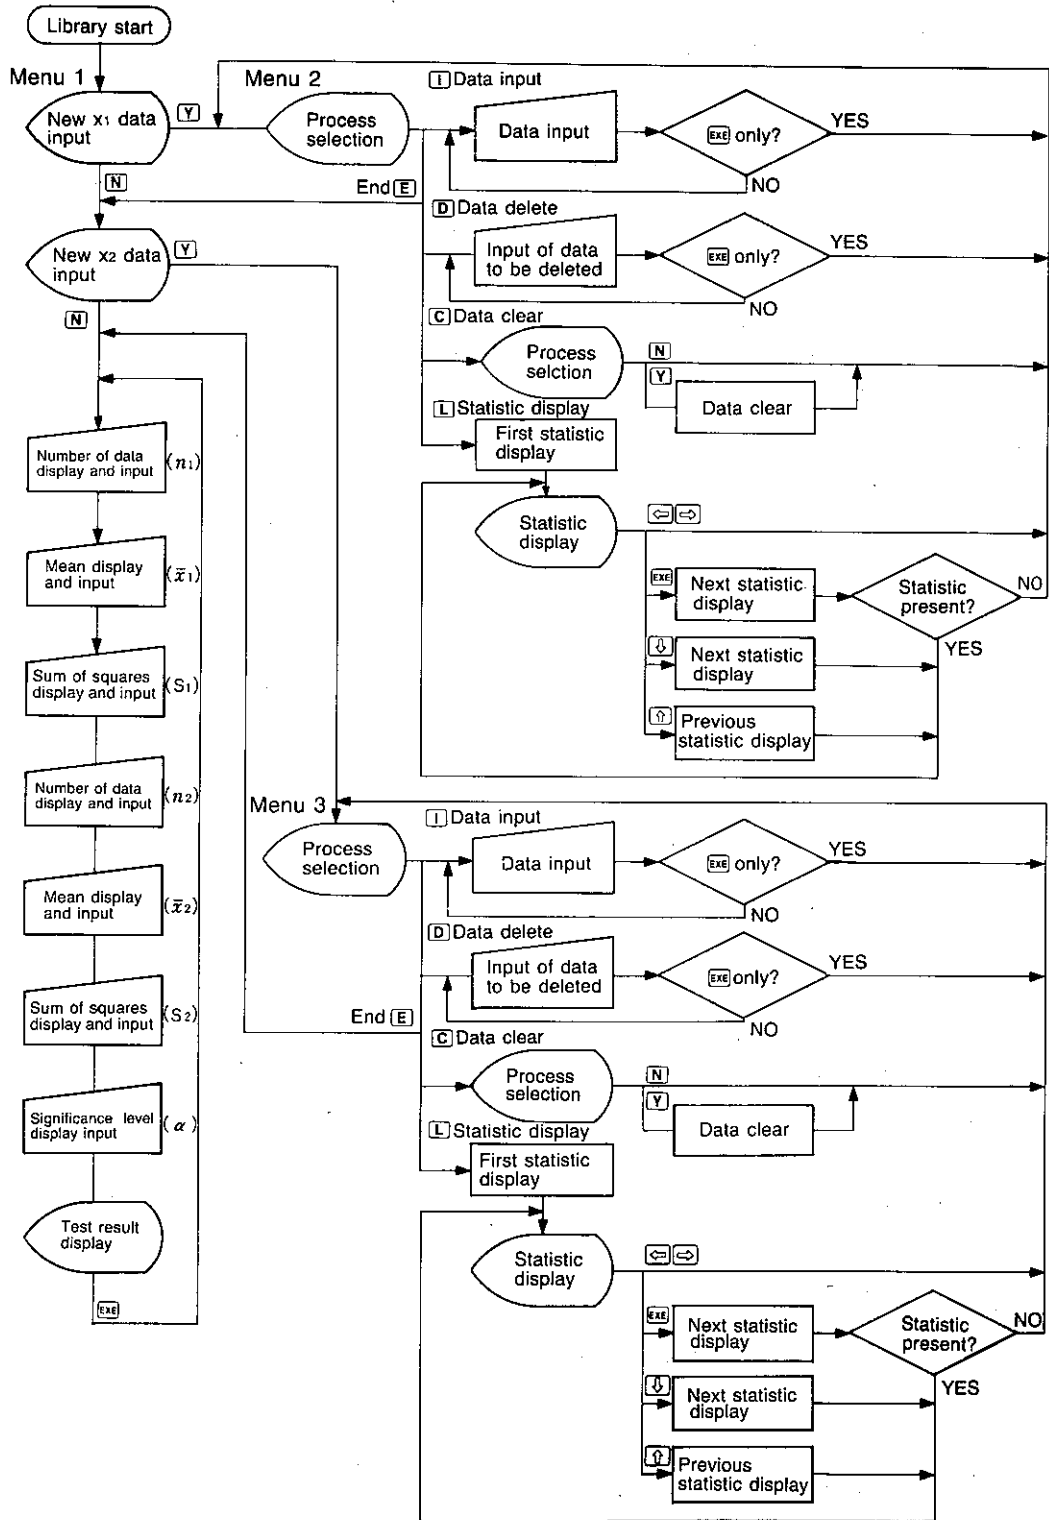 Library start
Menu 1
New x1 data
input
Y
N
New x2 data
input
Y
N
Number of data
display and input
(n1)
Mean display
and input
(x̄1)
Sum of squares
display and input
(S1)
Number of data
display and input
(n2)
Mean display
and input
(x̄2)
Sum of squares
display and input
(S2)
Significance level
display input
(α)
Test result
display
EXE
Menu 2
Process
selection
End E
I Data input
Data input
EXE only?
YES
NO
D Data delete
Input of data
to be deleted
EXE only?
YES
NO
C Data clear
Process
selction
N
Y
Data clear
L Statistic display
First statistic
display
Statistic
display
⇦ ⇨
EXE
Next statistic
display
Statistic
present?
NO
YES
⇩
Next statistic
display
⇧
Previous
statistic display
Menu 3
Process
selection
End E
I Data input
Data input
EXE only?
YES
NO
D Data delete
Input of data
to be deleted
EXE only?
YES
NO
C Data clear
Process
selection
N
Y
Data clear
L Statistic display
First statistic
display
Statistic
display
⇦ ⇨
EXE
Next statistic
display
Statistic
present?
NO
YES
⇩
Next statistic
display
⇧
Previous
statistic display